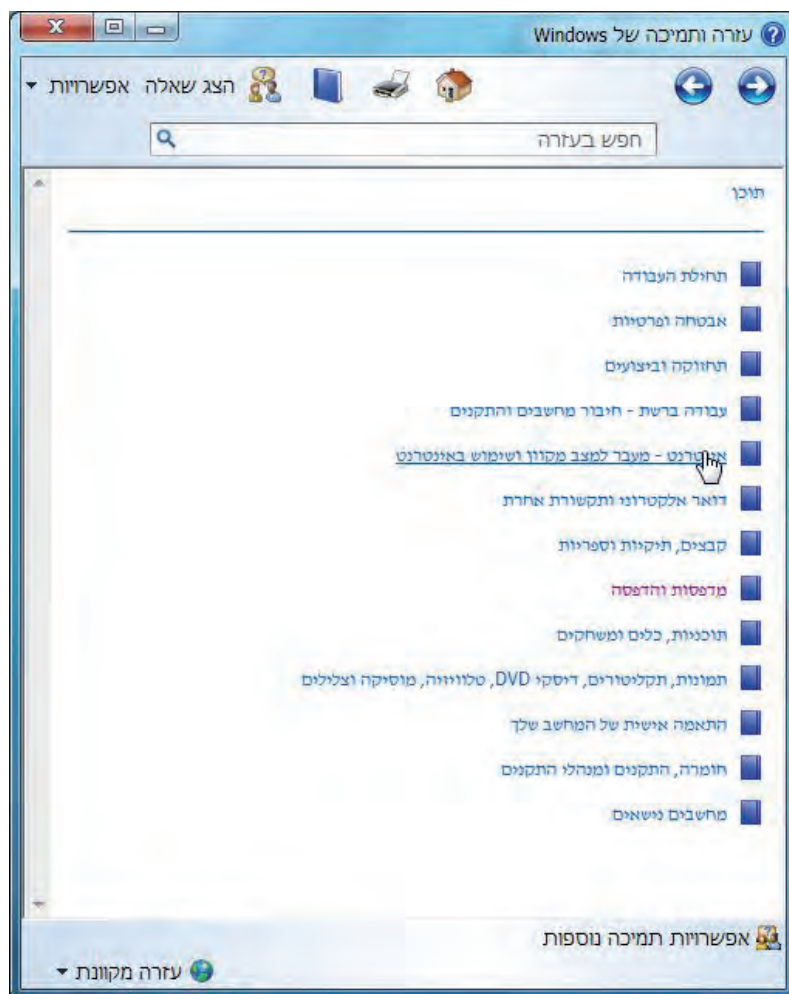 עזרה ותמיכה של Windows
הצג שאלה אפשרויות
חפש בעזרה
תוכן
תחילת העבודה
אבטחה ופרטיות
תחזוקה וביצועים
עבודה ברשת - חיבור מחשבים והתקנים
אינטרנט - מעבר למצב מקוון ושימוש באינטרנט
דואר אלקטרוני ותקשורת אחרת
קבצים, תיקיות וספריות
מדפסות והדפסה
תוכניות, כלים ומשחקים
תמונות, תקליטורים, דיסקי DVD, טלוויזיה, מוסיקה וצלילים
התאמה אישית של המחשב שלך
חומרה, התקנים ומנהלי התקנים
מחשבים נישאים
אפשרויות תמיכה נוספות
עזרה מקוונת